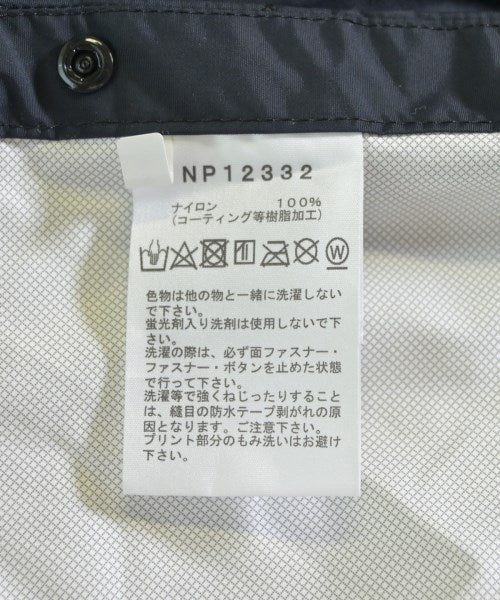 NP12332
ナイロン 100%
(コーティング等樹脂加工)
W
色物は他の物と一緒に洗濯しない
で下さい。
蛍光剤入り洗剤は使用しないで下
さい。
洗濯の際は、必ず面ファスナー・
ファスナー・ボタンを止めた状態
で行って下さい。
洗濯等で強くねじったりすること
は、縫目の防水テープ剥がれの原
因となります。ご注意下さい。
プリント部分のもみ洗いはお避け
下さい。